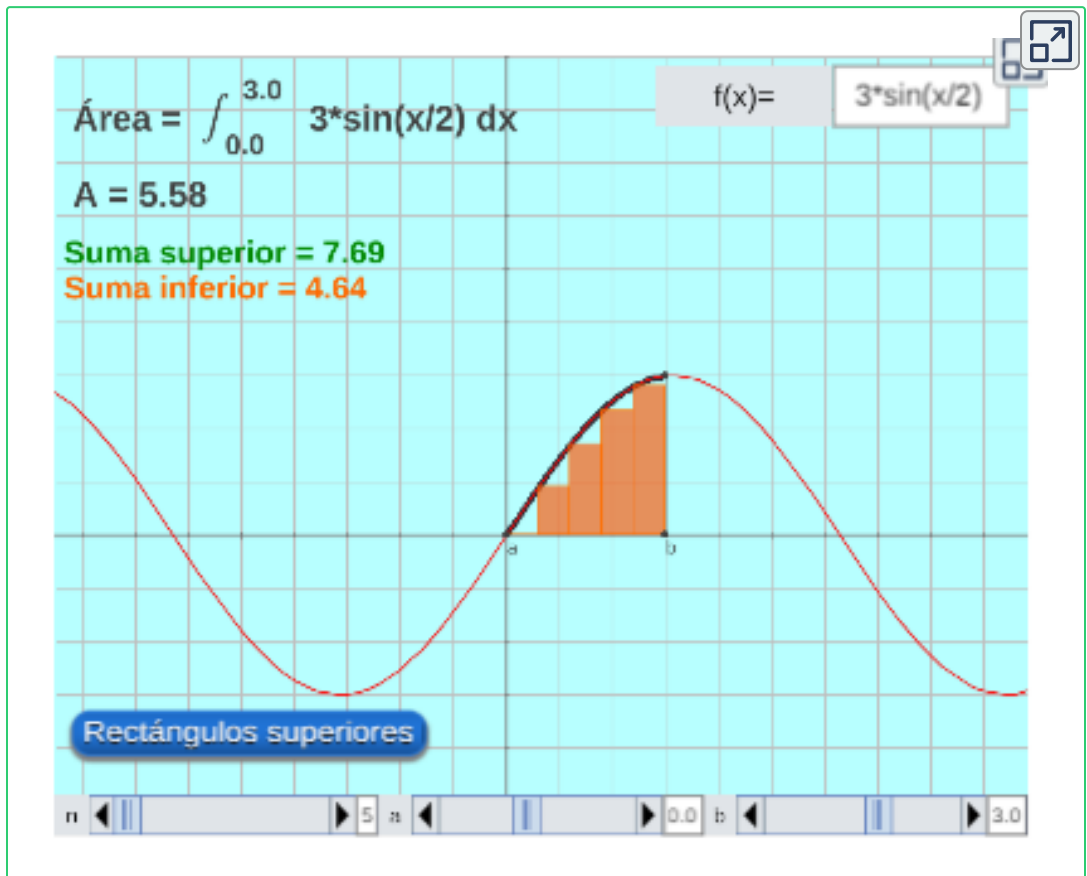 Área = ∫ 0.0 3.0 3*sin(x/2) dx
f(x)= 3*sin(x/2)
A = 5.58
Suma superior = 7.69
Suma inferior = 4.64
a b
Rectángulos superiores
n 5 a 0.0 b 3.0